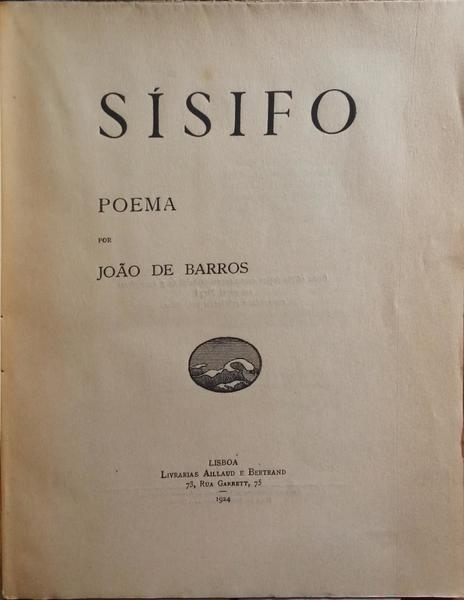 SÍSIFO
POEMA
POR
JOÃO DE BARROS
LISBOA
LIVRARIAS AILLAUD E BERTRAND
73, RUA GARRETT, 75
1924